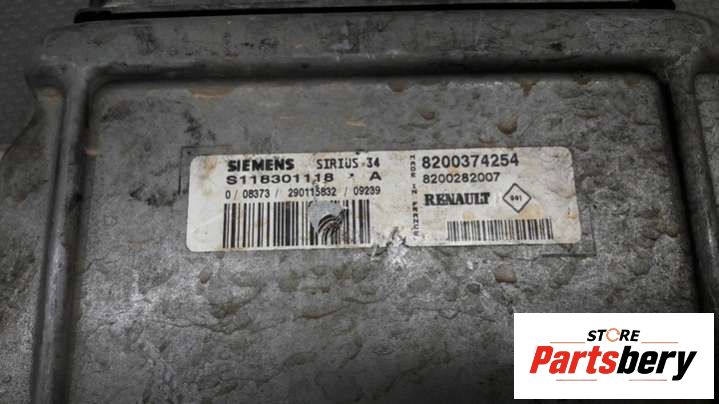 SIEMENS SIRIUS 34
S118301118 A
0 / 08373 / 290115832 / 09239
MADE IN FRANCE
8200374254
8200282007
RENAULT
STORE
Partsbery